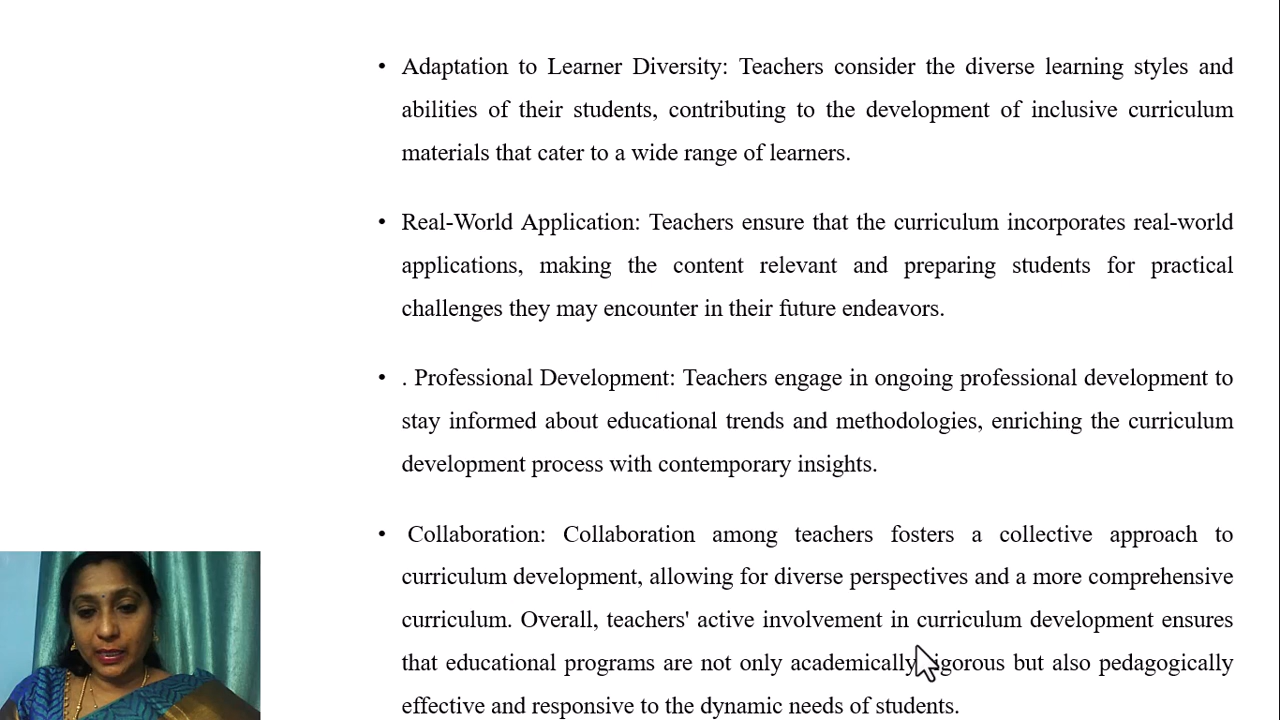 • Adaptation to Learner Diversity: Teachers consider the diverse learning styles and
abilities of their students, contributing to the development of inclusive curriculum
materials that cater to a wide range of learners.
• Real-World Application: Teachers ensure that the curriculum incorporates real-world
applications, making the content relevant and preparing students for practical
challenges they may encounter in their future endeavors.
• . Professional Development: Teachers engage in ongoing professional development to
stay informed about educational trends and methodologies, enriching the curriculum
development process with contemporary insights.
• Collaboration: Collaboration among teachers fosters a collective approach to
curriculum development, allowing for diverse perspectives and a more comprehensive
curriculum. Overall, teachers' active involvement in curriculum development ensures
that educational programs are not only academically rigorous but also pedagogically
effective and responsive to the dynamic needs of students.